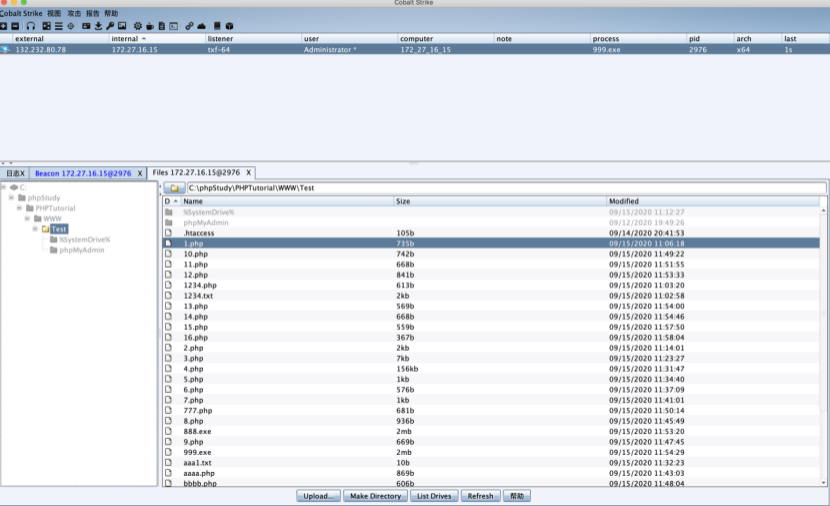 Cobalt Strike
Cobalt Strike 视图 攻击 报告 帮助
external internal listener user computer note process pid arch last
132.232.80.78 172.27.16.15 txf-64 Administrator * 172_27_16_15 999.exe 2976 x64 1s
日志X Beacon 172.27.16.15@2976 X Files 172.27.16.15@2976 X
C:
phpStudy
PHPTutorial
WWW
Test
%SystemDrive%
phpMyAdmin
C:\phpStudy\PHPTutorial\WWW\Test
D Name Size Modified
%SystemDrive% 09/15/2020 11:12:27
phpMyAdmin 09/12/2020 19:49:26
.htaccess 105b 09/14/2020 20:41:53
1.php 735b 09/15/2020 11:06:18
10.php 742b 09/15/2020 11:49:22
11.php 668b 09/15/2020 11:51:55
12.php 841b 09/15/2020 11:53:33
1234.php 613b 09/15/2020 11:03:20
1234.txt 2kb 09/15/2020 11:02:58
13.php 569b 09/15/2020 11:54:00
14.php 668b 09/15/2020 11:54:46
15.php 559b 09/15/2020 11:57:50
16.php 367b 09/15/2020 11:58:04
2.php 2kb 09/15/2020 11:14:01
3.php 7kb 09/15/2020 11:23:27
4.php 156kb 09/15/2020 11:31:47
5.php 1kb 09/15/2020 11:34:40
6.php 576b 09/15/2020 11:37:09
7.php 1kb 09/15/2020 11:41:01
777.php 681b 09/15/2020 11:50:14
8.php 936b 09/15/2020 11:45:49
888.exe 2mb 09/15/2020 11:53:20
9.php 669b 09/15/2020 11:47:45
999.exe 2mb 09/15/2020 11:54:29
aaa1.txt 10b 09/15/2020 11:32:23
aaaa.php 869b 09/15/2020 11:43:03
bbbb.php 606b 09/15/2020 11:48:04
Upload... Make Directory List Drives Refresh 帮助